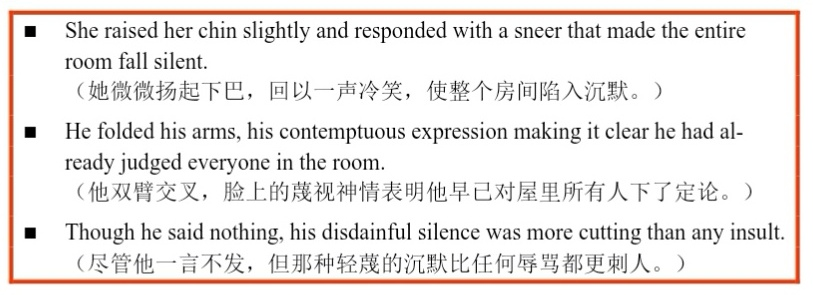 ■ She raised her chin slightly and responded with a sneer that made the entire
room fall silent.
（她微微扬起下巴，回以一声冷笑，使整个房间陷入沉默。）
■ He folded his arms, his contemptuous expression making it clear he had al-
ready judged everyone in the room.
（他双臂交叉，脸上的蔑视神情表明他早已对屋里所有人下了定论。）
■ Though he said nothing, his disdainful silence was more cutting than any insult.
（尽管他一言不发，但那种轻蔑的沉默比任何辱骂都更刺人。）